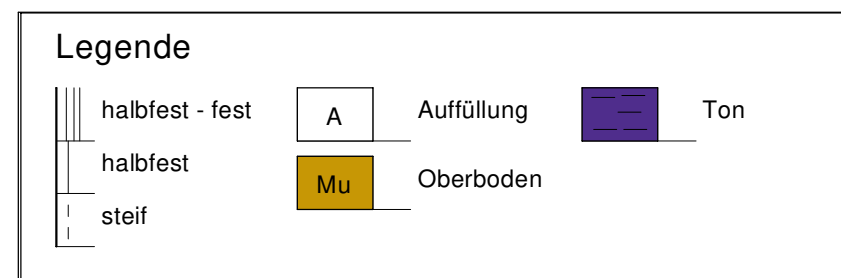 Legende
halbfest - fest
A
Auffüllung
Ton
halbfest
Mu
Oberboden
steif